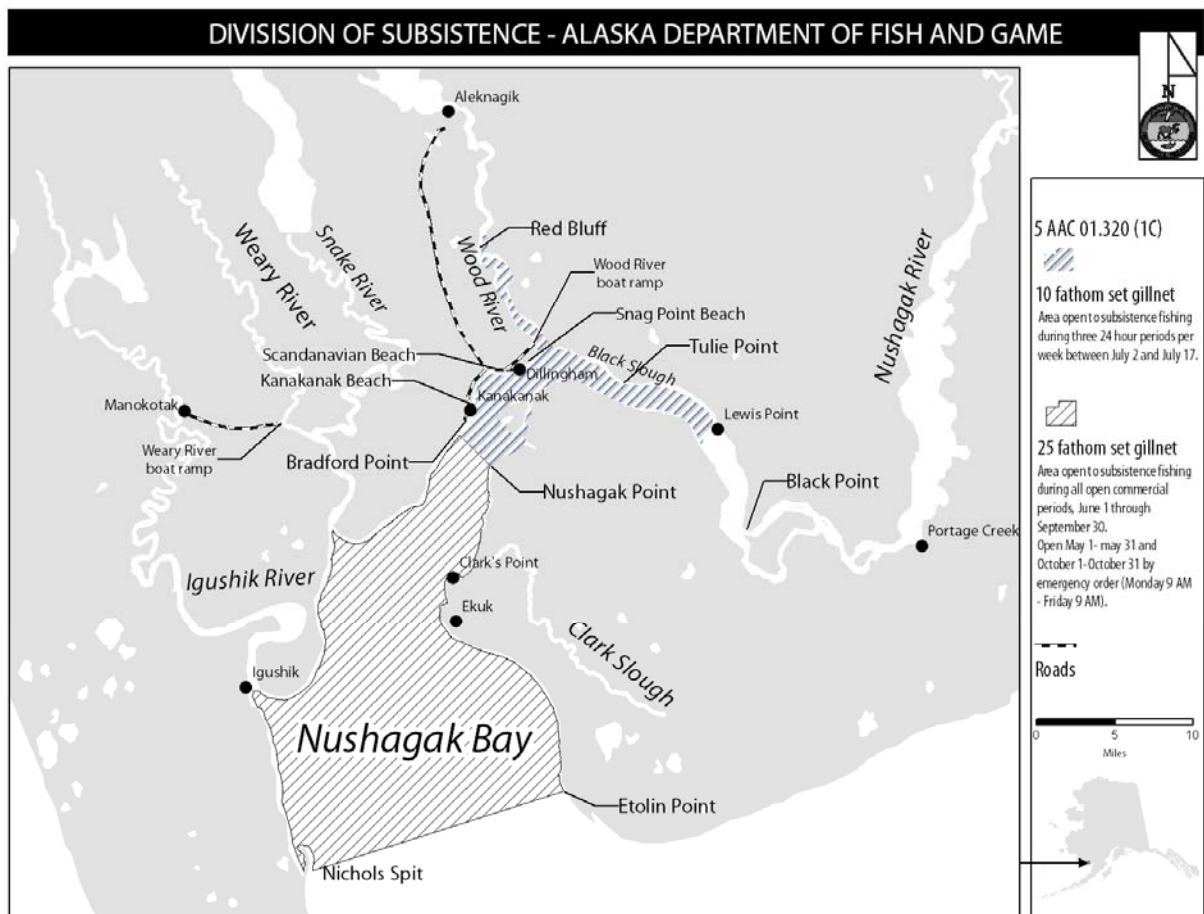 DIVISISION OF SUBSISTENCE - ALASKA DEPARTMENT OF FISH AND GAME
N
Aleknagik
Red Bluff
Wood River
boat ramp
Snag Point Beach
Weary River
Snake River
Wood River
Nushagak River
Scandanavian Beach
Kanakanak Beach
Dillingham
Black Slough
Tulie Point
Manokotak
Kanakanak
Lewis Point
Weary River
boat ramp
Bradford Point
Nushagak Point
Black Point
Portage Creek
Clark's Point
Igushik River
Ekuk
Clark Slough
Igushik
Nushagak Bay
Etolin Point
Nichols Spit
5 AAC 01.320 (1C)
10 fathom set gillnet
Area open to subsistence fishing
during three 24 hour periods per
week between July 2 and July 17.
25 fathom set gillnet
Area open to subsistence fishing
during all open commercial
periods, June 1 through
September 30.
Open May 1- may 31 and
October 1-October 31 by
emergency order (Monday 9 AM
- Friday 9 AM).
Roads
0 5 10
Miles